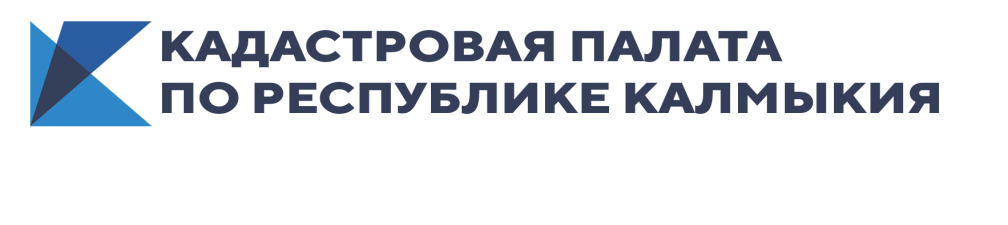 КАДАСТРОВАЯ ПАЛАТА
ПО РЕСПУБЛИКЕ КАЛМЫКИЯ